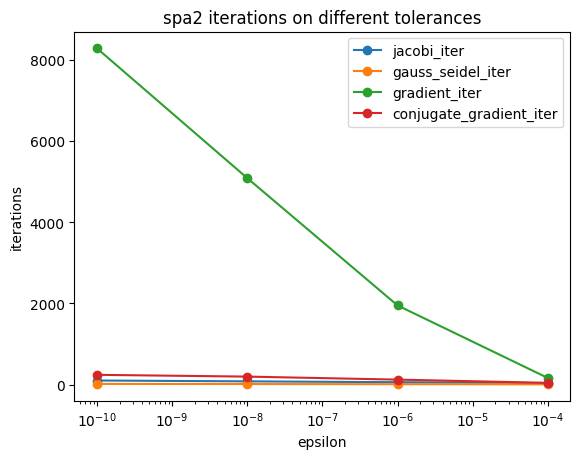 spa2 iterations on different tolerances
jacobi_iter
gauss_seidel_iter
gradient_iter
conjugate_gradient_iter
iterations
8000
6000
4000
2000
0
10⁻¹⁰
10⁻⁹
10⁻⁸
10⁻⁷
10⁻⁶
10⁻⁵
10⁻⁴
epsilon